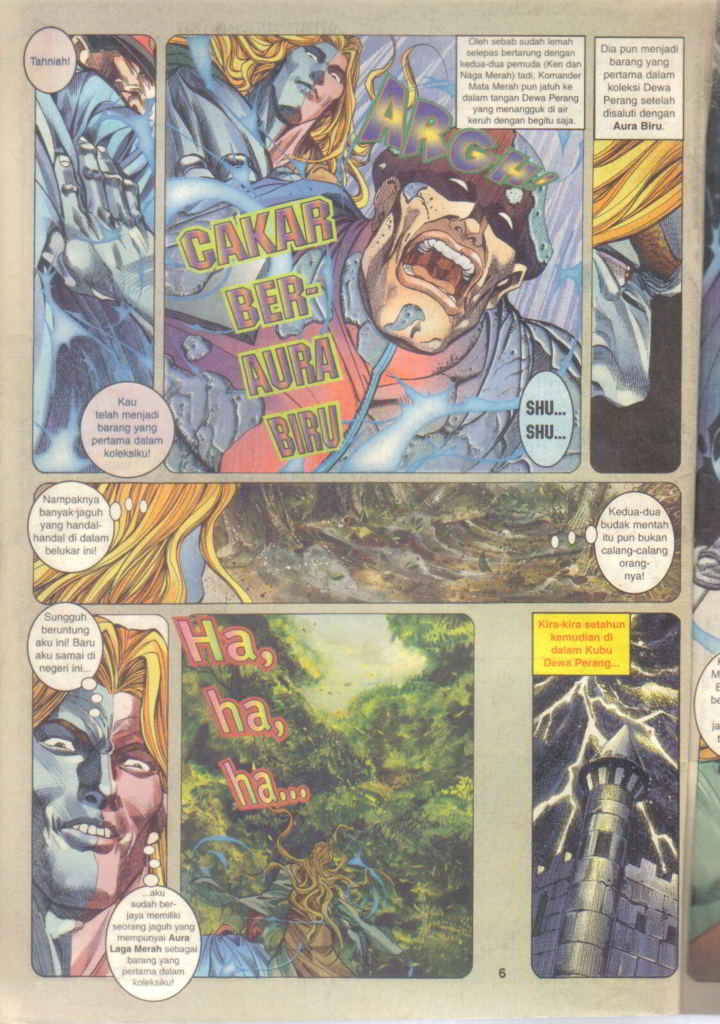 Tahniah!
Kau
telah menjadi
barang yang
pertama dalam
koleksiku!
Oleh sebab sudah lemah
selepas bertarung dengan
kedua-dua pemuda (Ken dan
Naga Merah) tadi, Komander
Mata Merah pun jatuh ke
dalam tangan Dewa Perang
yang menangguk di air
keruh dengan begitu saja.
ARGH!
CAKAR
BER-
AURA
BIRU
SHU...
SHU...
Dia pun menjadi
barang yang
pertama dalam
koleksi Dewa
Perang setelah
disaluti dengan
Aura Biru.
Nampaknya
banyak jaguh
yang handal-
handal di dalam
belukar ini!
Kedua-dua
budak mentah
itu pun bukan
calang-calang
orang-
nya!
Sungguh
beruntung
aku ini! Baru
aku samai di
negeri ini...
...aku
sudah ber-
jaya memiliki
seorang jaguh yang
mempunyai Aura
Laga Merah sebagai
barang yang
pertama dalam
koleksiku!
Ha,
ha,
ha...
Kira-kira setahun
kemudian di
dalam Kubu
Dewa Perang...
6